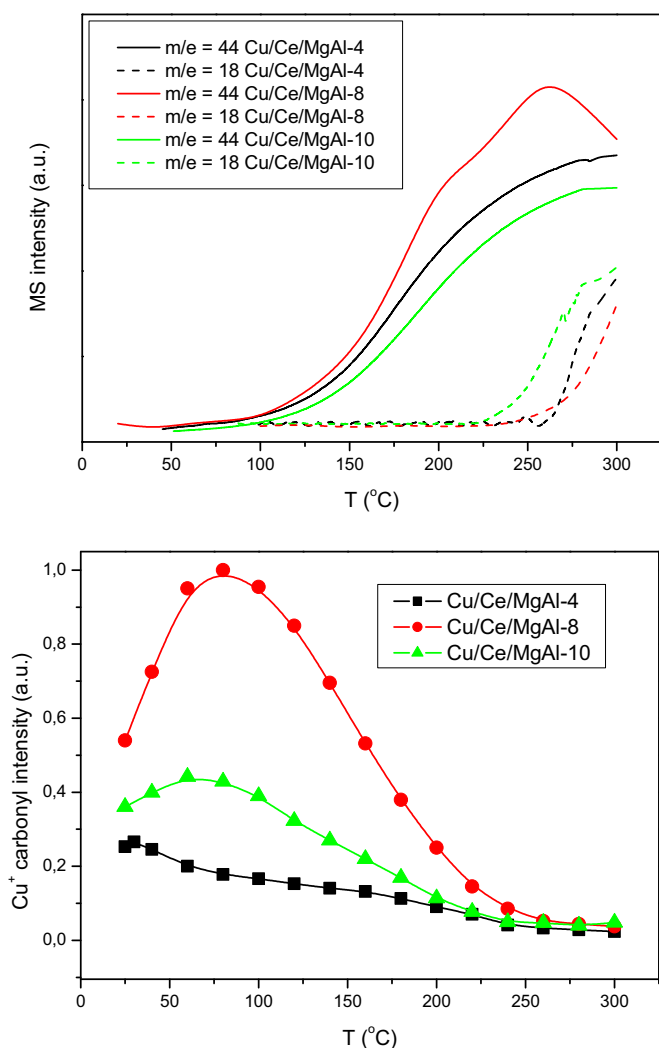 m/e = 44 Cu/Ce/MgAl-4
m/e = 18 Cu/Ce/MgAl-4
m/e = 44 Cu/Ce/MgAl-8
m/e = 18 Cu/Ce/MgAl-8
m/e = 44 Cu/Ce/MgAl-10
m/e = 18 Cu/Ce/MgAl-10
MS intensity (a.u.)
0 50 100 150 200 250 300
T (°C)
1,0
0,8
0,6
0,4
0,2
0,0
Cu⁺ carbonyl intensity (a.u.)
Cu/Ce/MgAl-4
Cu/Ce/MgAl-8
Cu/Ce/MgAl-10
0 50 100 150 200 250 300
T (°C)